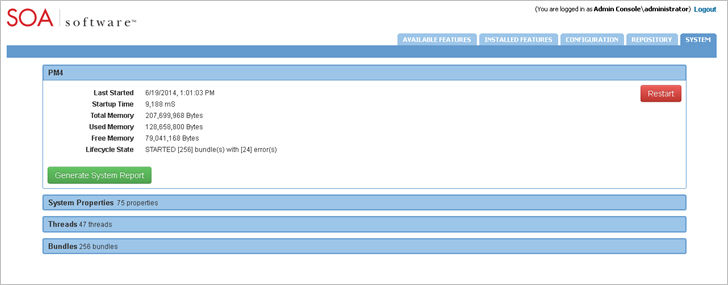 SOA software™
(You are logged in as Admin Console\administrator) Logout
AVAILABLE FEATURES INSTALLED FEATURES CONFIGURATION REPOSITORY SYSTEM
PM4
Last Started 6/19/2014, 1:01:03 PM
Restart
Startup Time 9,188 mS
Total Memory 207,699,968 Bytes
Used Memory 128,658,800 Bytes
Free Memory 79,041,168 Bytes
Lifecycle State STARTED [256] bundle(s) with [24] error(s)
Generate System Report
System Properties 75 properties
Threads 47 threads
Bundles 256 bundles